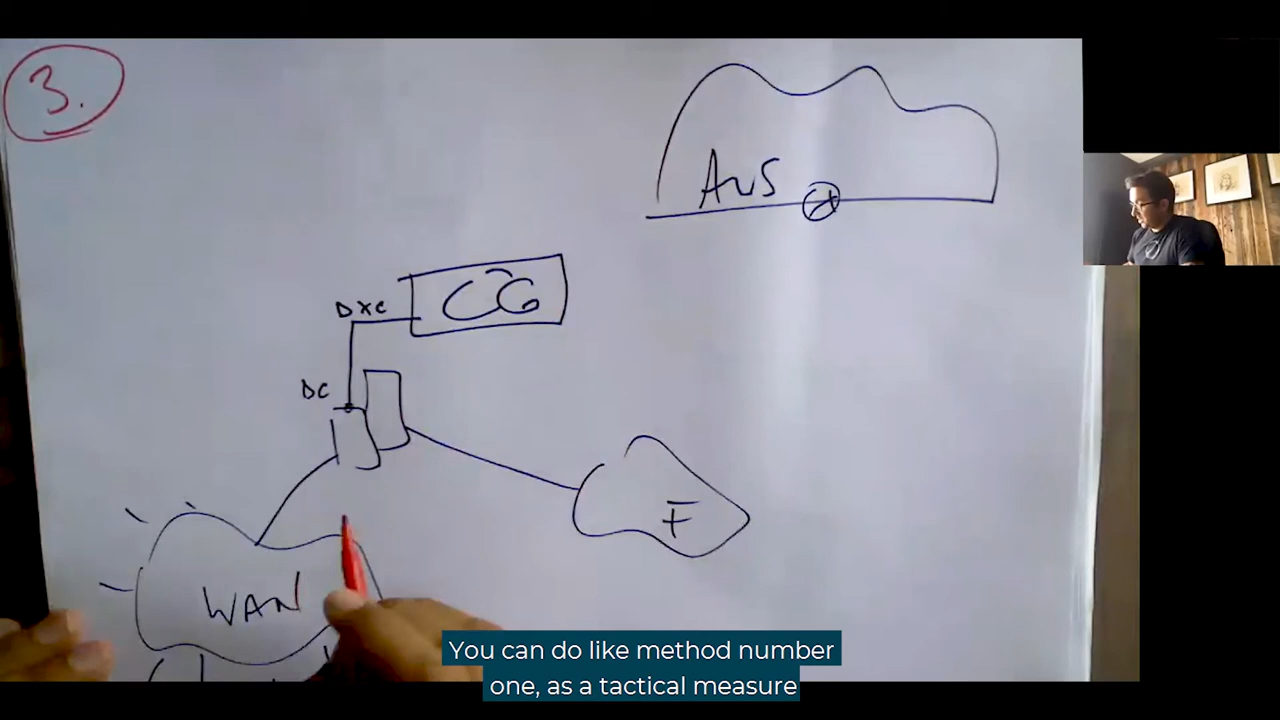 3.
AWS
DXC
CG
DC
F
WAN
You can do like method number
one, as a tactical measure